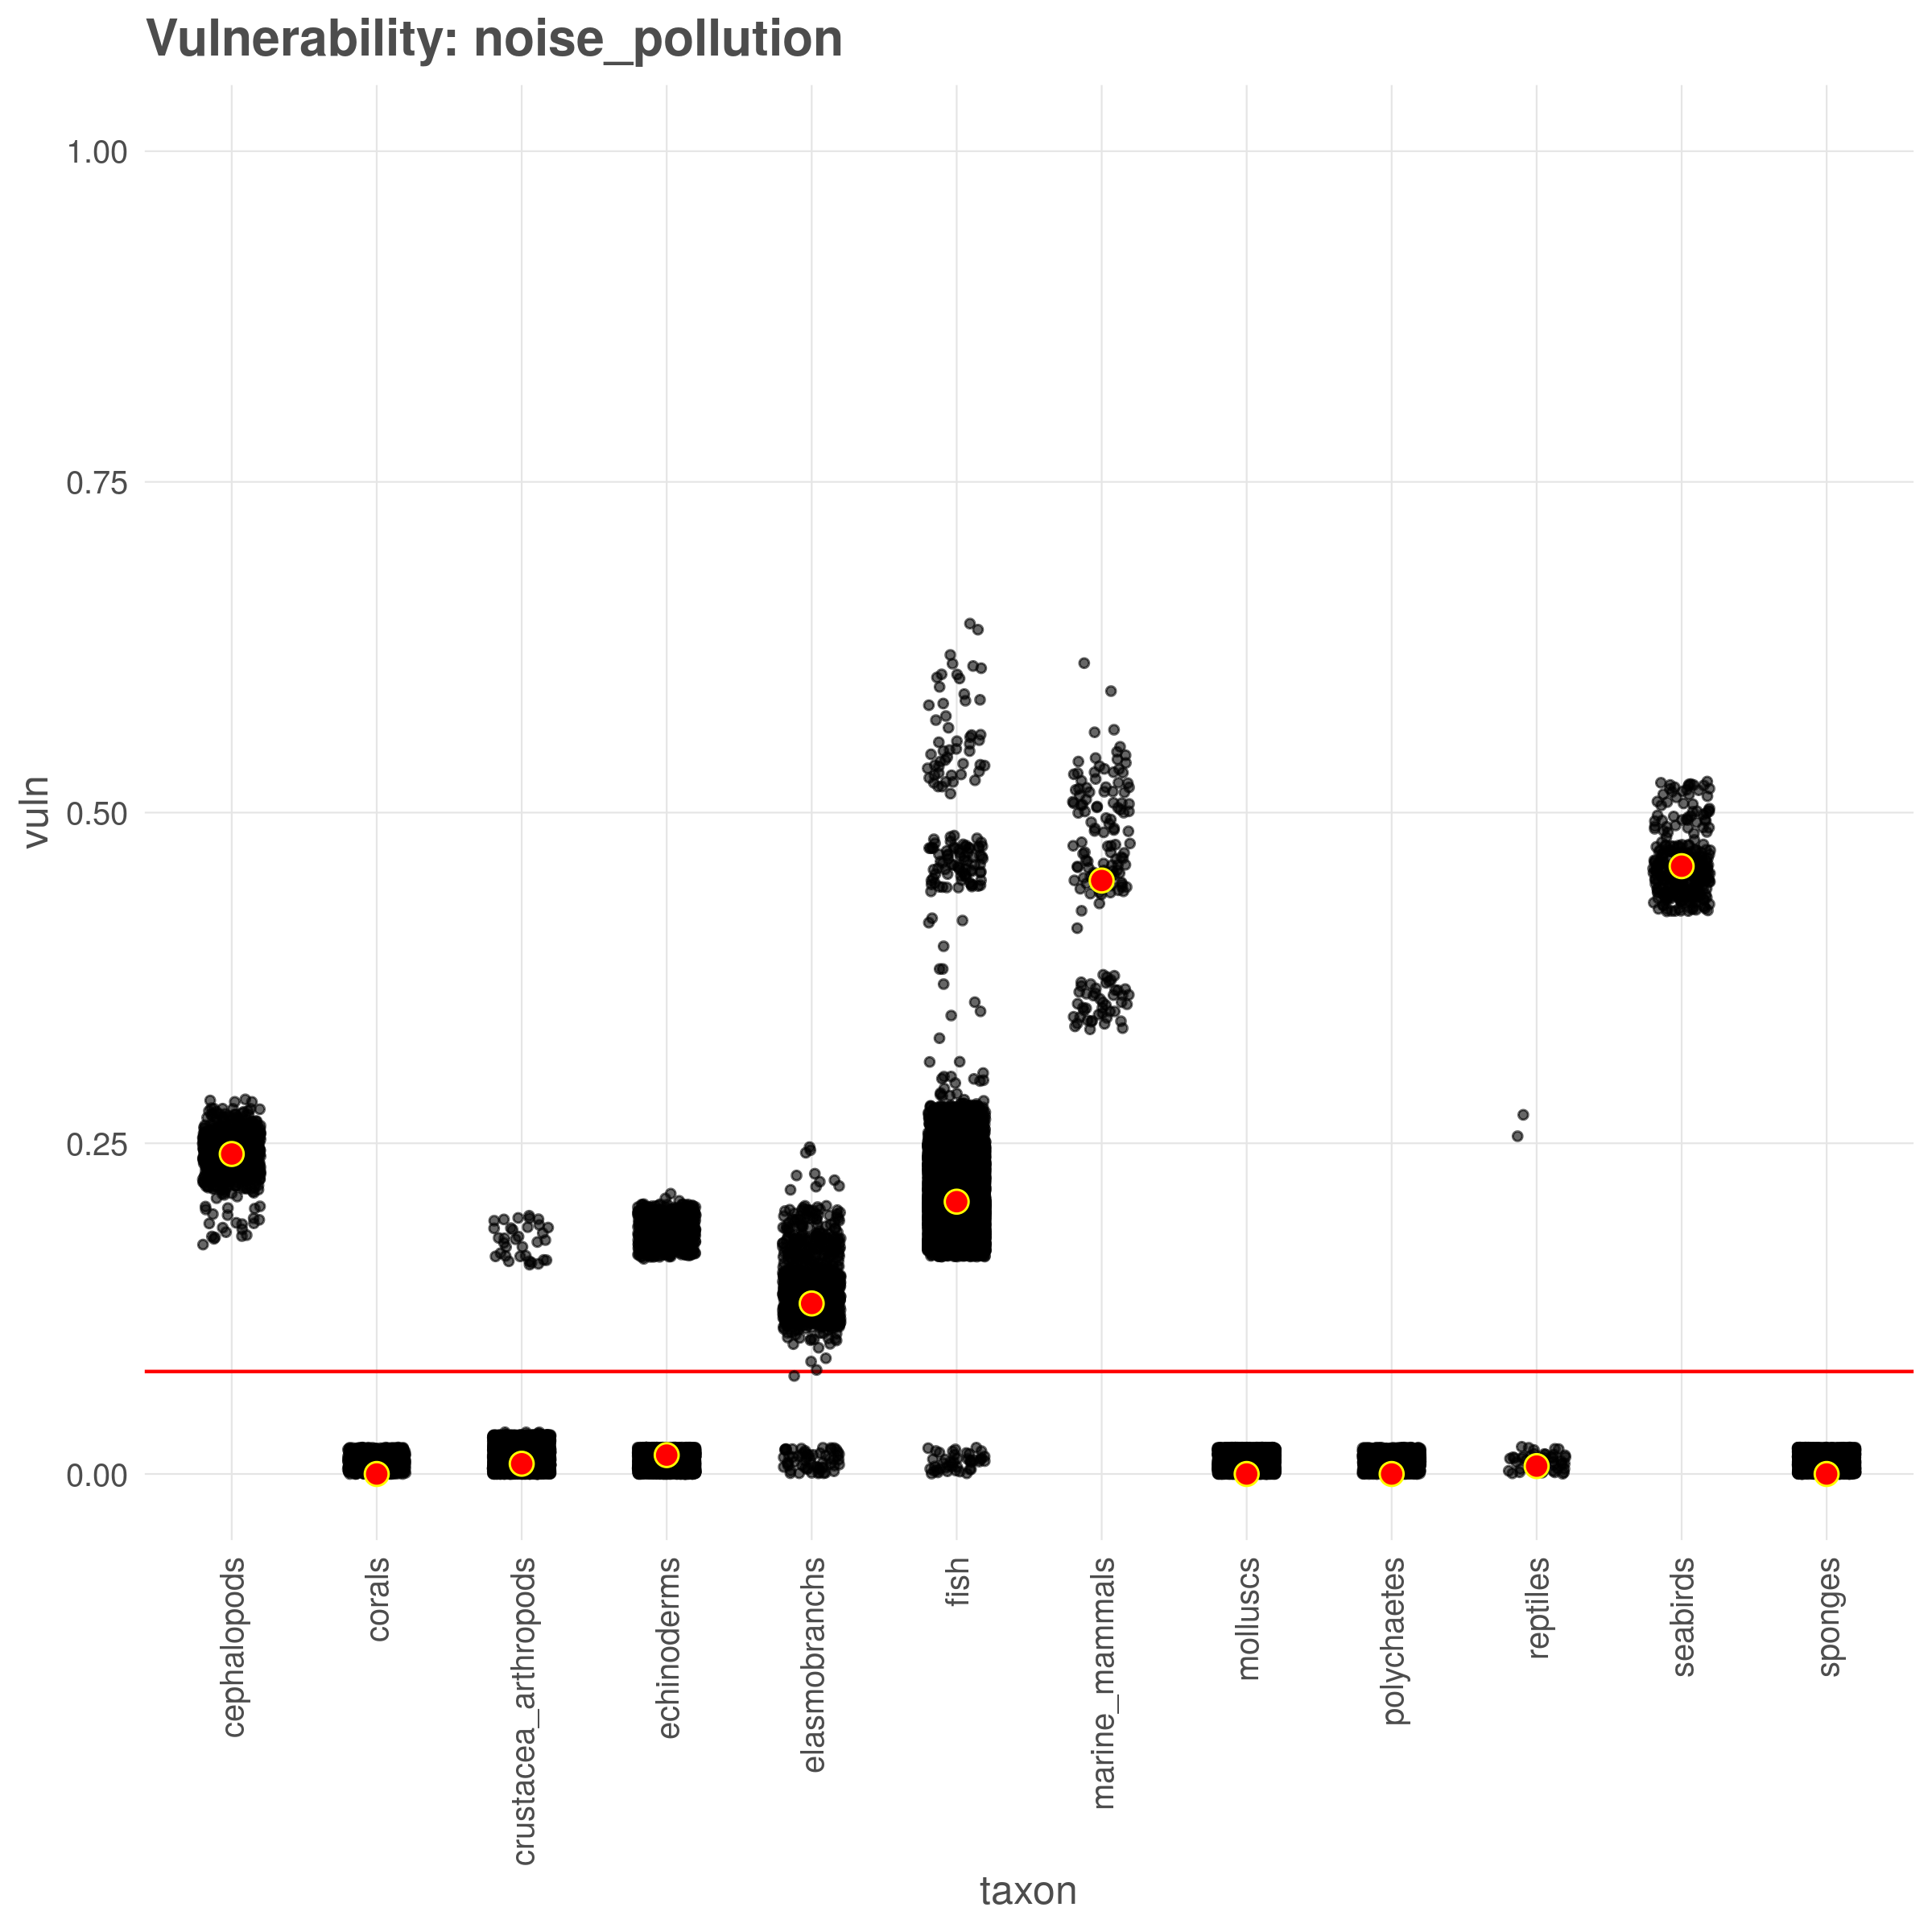 Vulnerability: noise_pollution
1.00
0.75
0.50
0.25
0.00
vuln
cephalopods
corals
crustacea_arthropods
echinoderms
elasmobranchs
fish
marine_mammals
molluscs
polychaetes
reptiles
seabirds
sponges
taxon